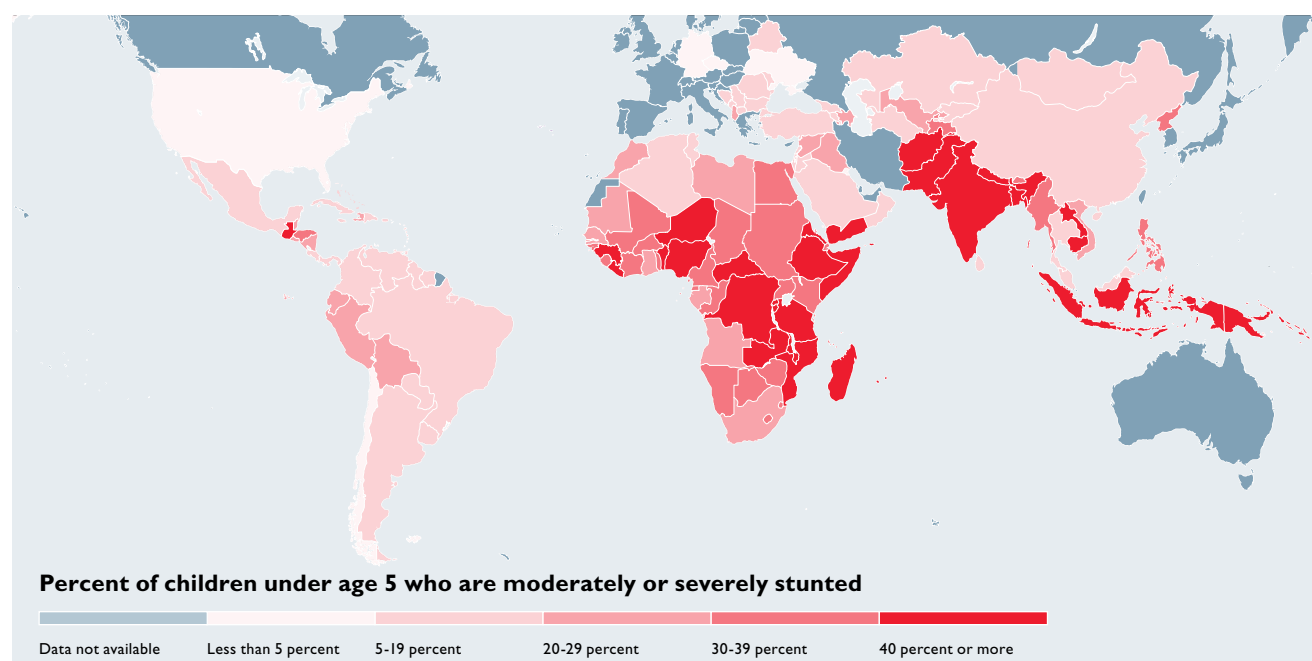 Percent of children under age 5 who are moderately or severely stunted
Data not available
Less than 5 percent
5-19 percent
20-29 percent
30-39 percent
40 percent or more